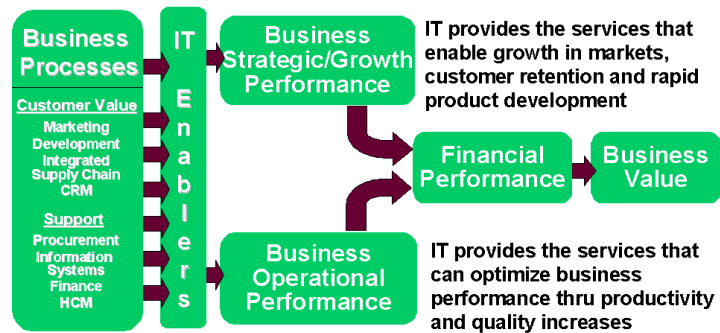 Business
Processes
Customer Value
Marketing
Development
Integrated
Supply Chain
CRM
Support
Procurement
Information
Systems
Finance
HCM
IT
E
n
a
b
l
e
r
s
Business
Strategic/Growth
Performance
IT provides the services that
enable growth in markets,
customer retention and rapid
product development
Financial
Performance
Business
Value
Business
Operational
Performance
IT provides the services that
can optimize business
performance thru productivity
and quality increases